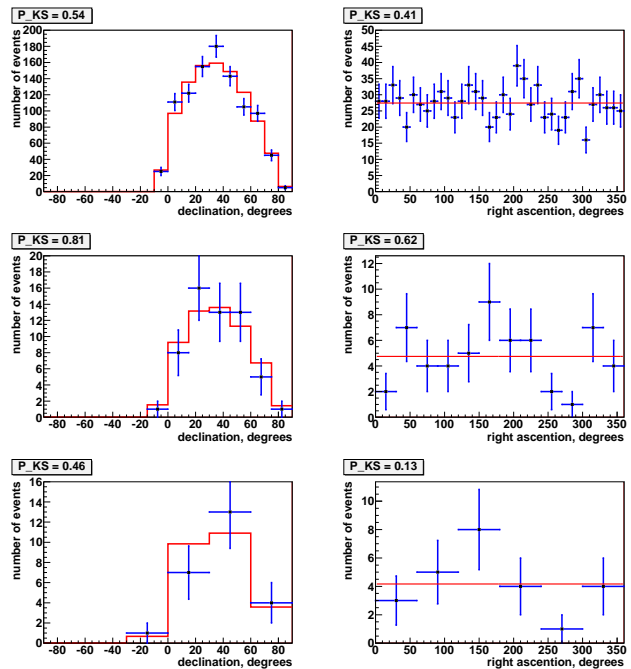 P_KS = 0.54
number of events
200
180
160
140
120
100
80
60
40
20
0
-80 -60 -40 -20 0 20 40 60 80
declination, degrees
P_KS = 0.41
number of events
50
45
40
35
30
25
20
15
10
5
0
0 50 100 150 200 250 300 350
right ascention, degrees
P_KS = 0.81
number of events
20
18
16
14
12
10
8
6
4
2
0
-80 -60 -40 -20 0 20 40 60 80
declination, degrees
P_KS = 0.62
number of events
12
10
8
6
4
2
0
0 50 100 150 200 250 300 350
right ascention, degrees
P_KS = 0.46
number of events
16
14
12
10
8
6
4
2
0
-80 -60 -40 -20 0 20 40 60 80
declination, degrees
P_KS = 0.13
number of events
10
8
6
4
2
0
0 50 100 150 200 250 300 350
right ascention, degrees